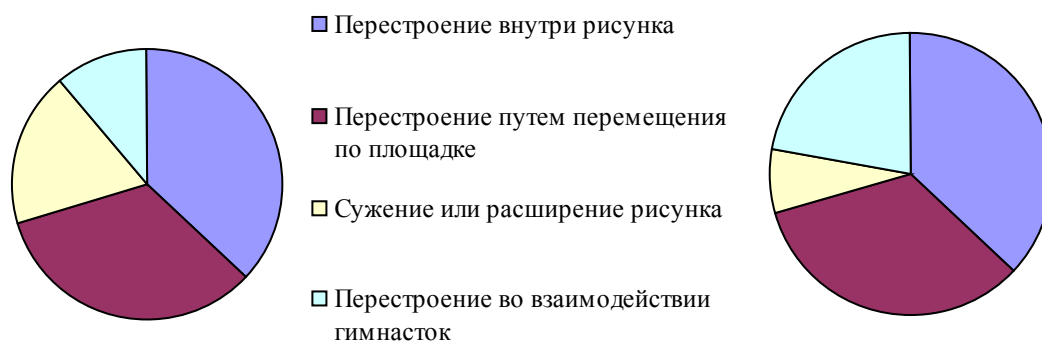 Перестроение внутри рисунка
Перестроение путем перемещения
по площадке
Сужение или расширение рисунка
Перестроение во взаимодействии
гимнасток